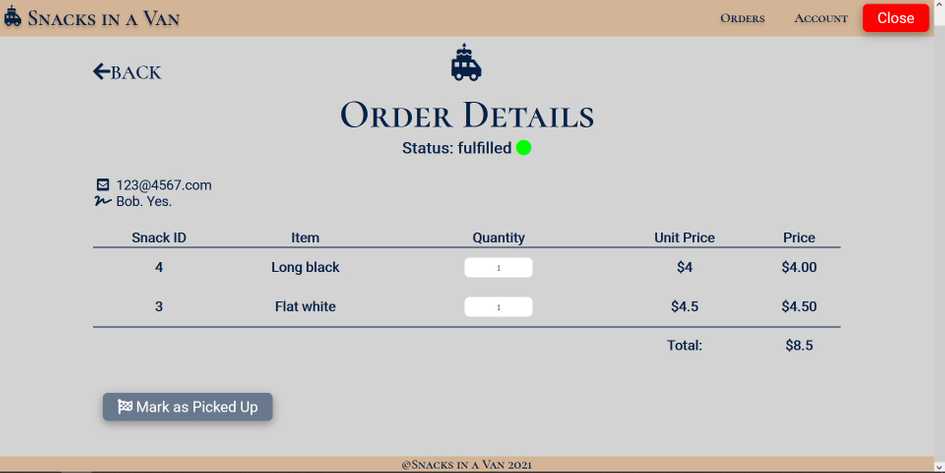 Snacks in a Van Orders Account Close
BACK
Order Details
Status: fulfilled
123@4567.com
Bob. Yes.
Snack ID Item Quantity Unit Price Price
4 Long black 1 $4 $4.00
3 Flat white 1 $4.5 $4.50
Total: $8.5
Mark as Picked Up
@Snacks in a Van 2021